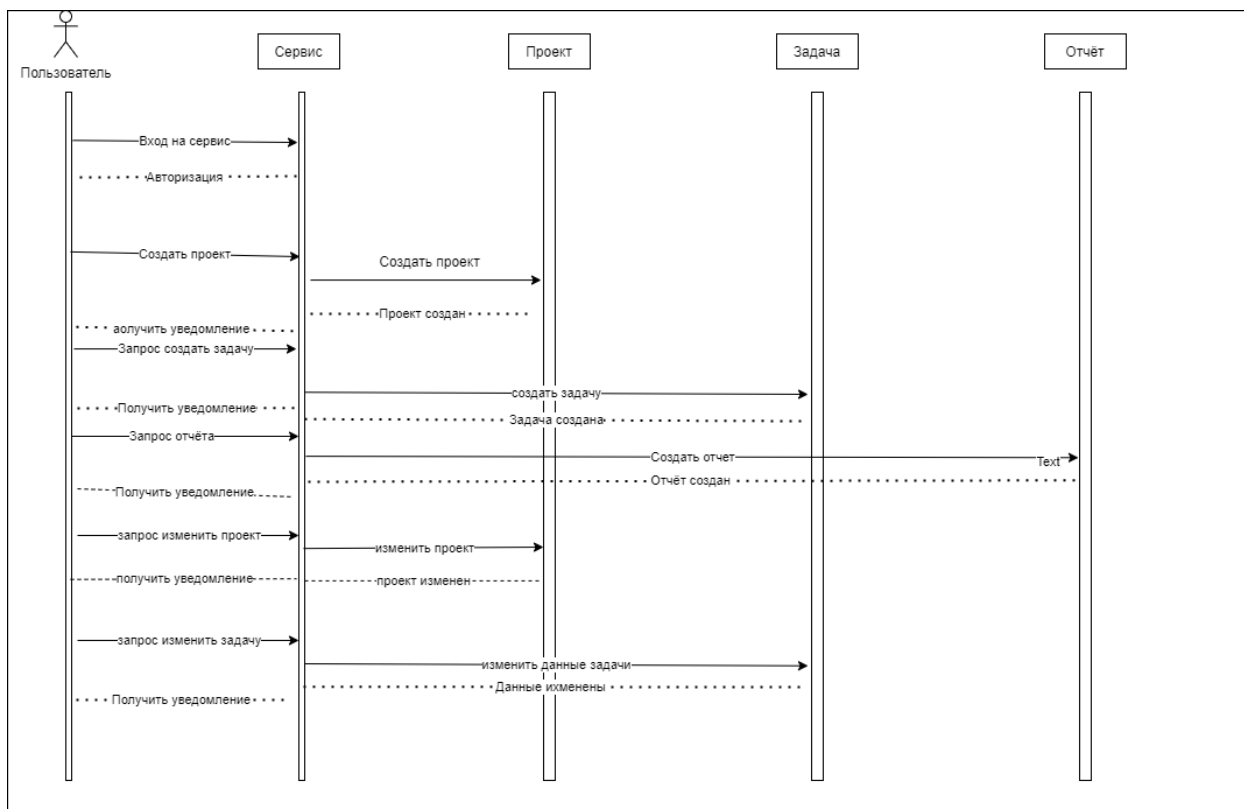 Пользователь
Сервис
Проект
Задача
Отчёт
Вход на сервис
Авторизация
Создать проект
Создать проект
Проект создан
аолучить уведомление
Запрос создать задачу
создать задачу
Получить уведомление
Задача создана
Запрос отчёта
Создать отчет
Text
Отчёт создан
Получить уведомление
запрос изменить проект
изменить проект
получить уведомление
проект изменен
запрос изменить задачу
изменить данные задачи
Данные ихменены
Получить уведомление